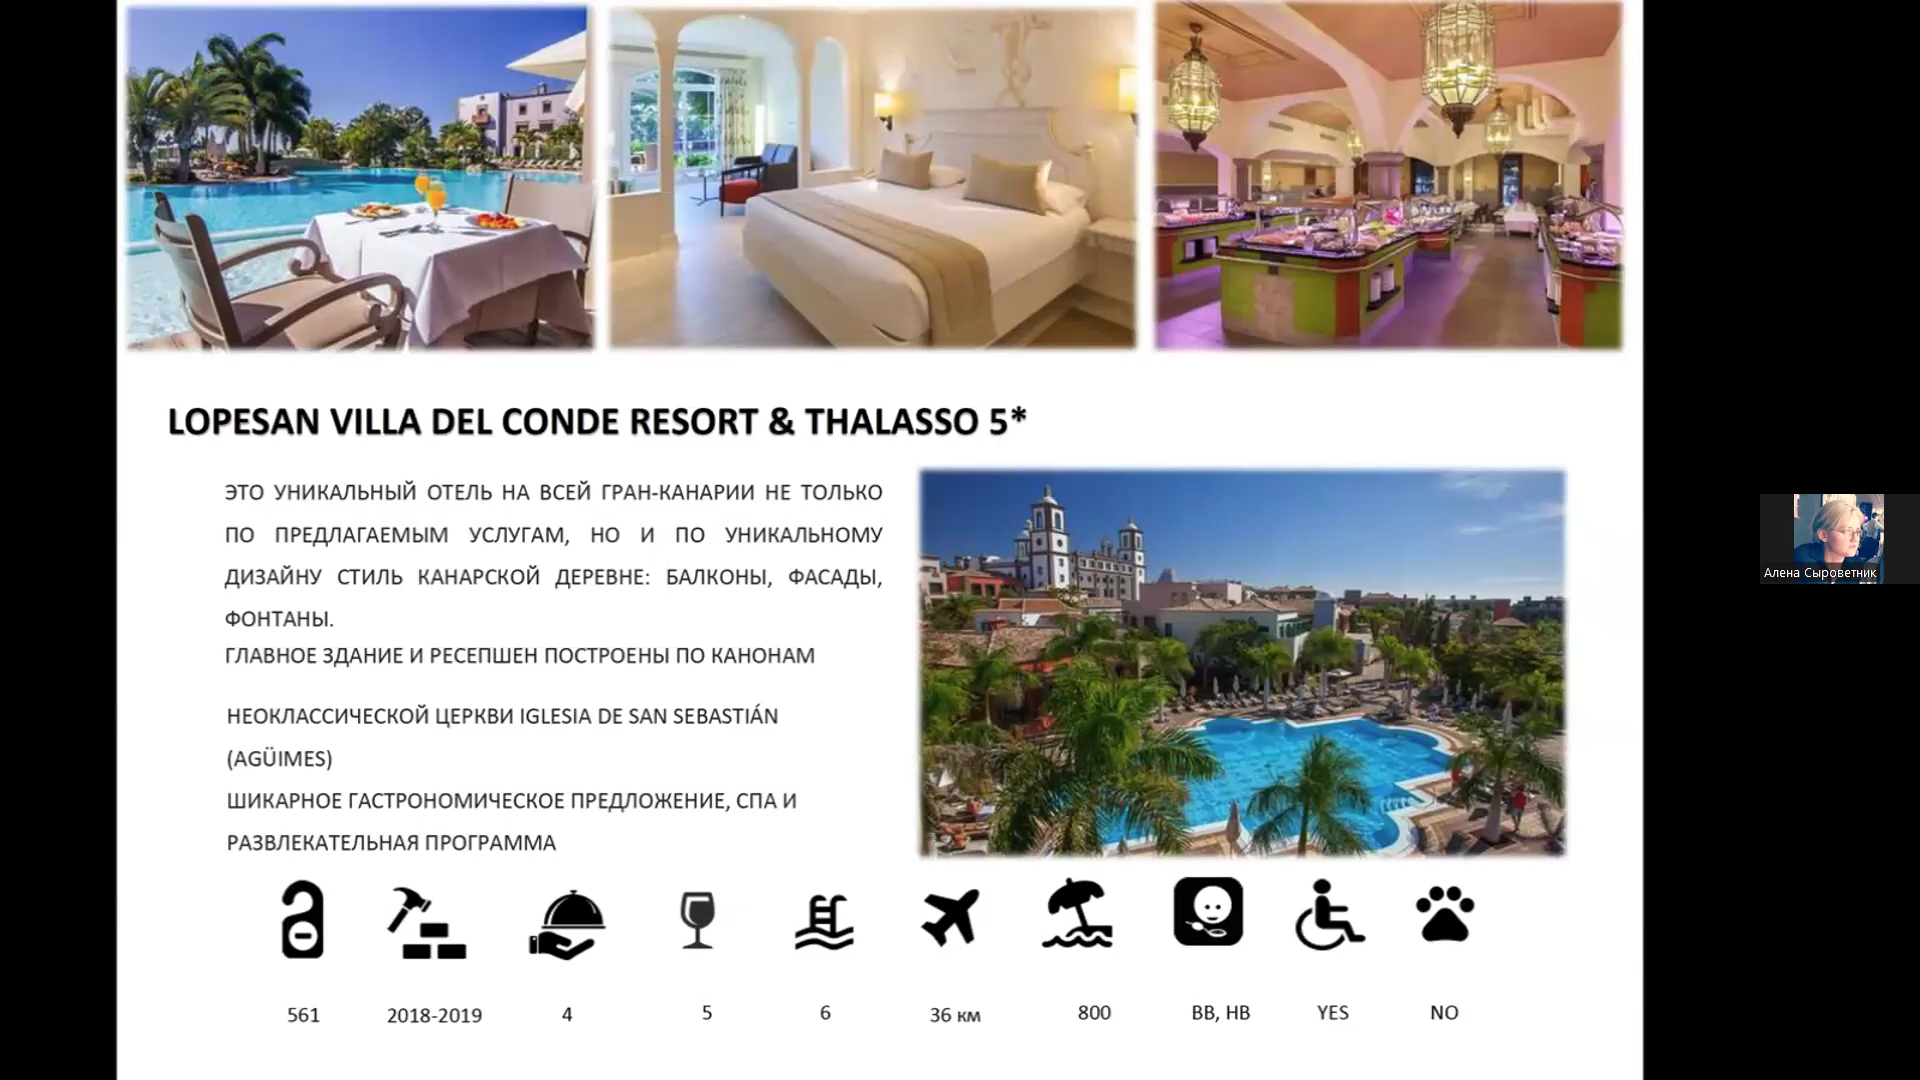 LOPESAN VILLA DEL CONDE RESORT & THALASSO 5*
ЭТО УНИКАЛЬНЫЙ ОТЕЛЬ НА ВСЕЙ ГРАН-КАНАРИИ НЕ ТОЛЬКО
ПО ПРЕДЛАГАЕМЫМ УСЛУГАМ, НО И ПО УНИКАЛЬНОМУ
ДИЗАЙНУ СТИЛЬ КАНАРСКОЙ ДЕРЕВНЕ: БАЛКОНЫ, ФАСАДЫ,
ФОНТАНЫ.
ГЛАВНОЕ ЗДАНИЕ И РЕСЕПШЕН ПОСТРОЕНЫ ПО КАНОНАМ
НЕОКЛАССИЧЕСКОЙ ЦЕРКВИ IGLESIA DE SAN SEBASTIÁN
(AGÜIMES)
ШИКАРНОЕ ГАСТРОНОМИЧЕСКОЕ ПРЕДЛОЖЕНИЕ, СПА И
РАЗВЛЕКАТЕЛЬНАЯ ПРОГРАММА
561 2018-2019 4 5 6 36 км 800 BB, HB YES NO
Алена Сыроветник